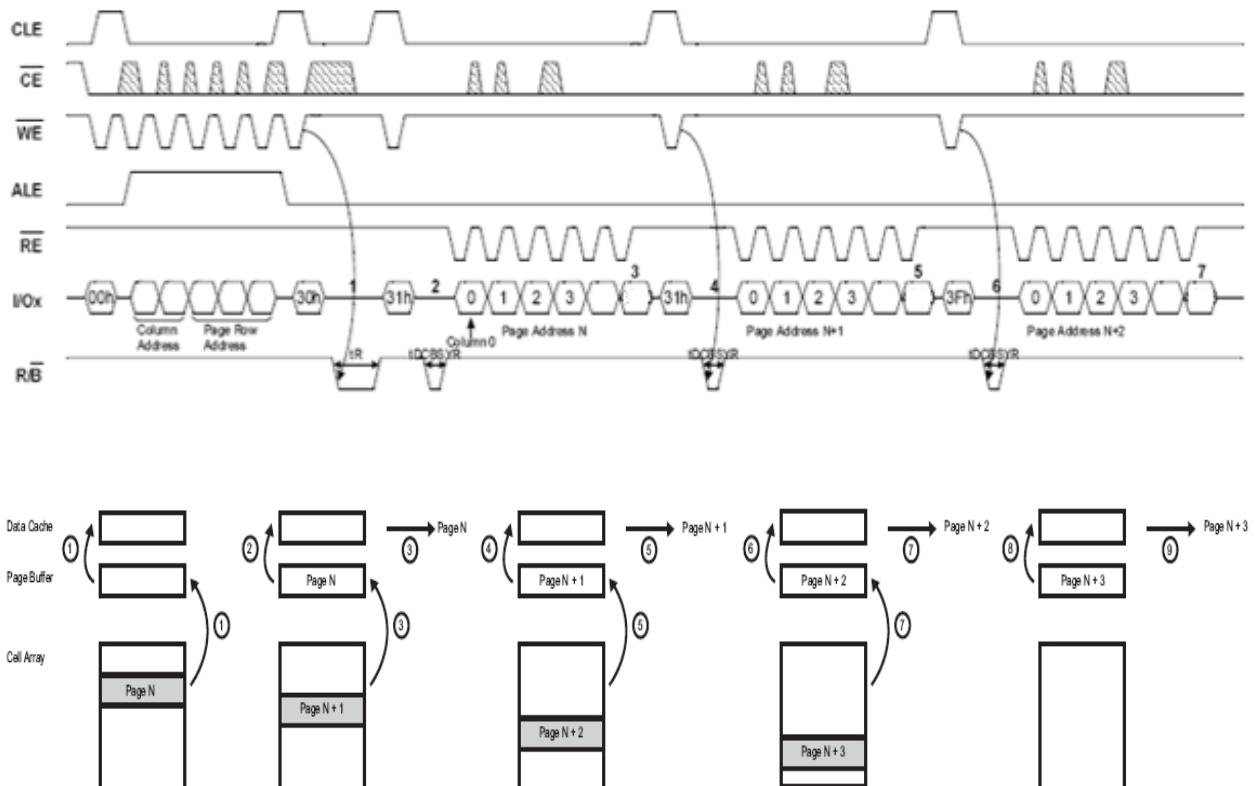 CLE
CE
WE
ALE
RE
1 2 3 4 5 6 7
I/Ox 00h 30h 31h 0 1 2 3 31h 0 1 2 3 3Fh 0 1 2 3
Column Address
Page Row Address
Column 0
Page Address N
Page Address N+1
Page Address N+2
R/B tR tDCBSYR tDCBSYR tDCBSYR
Data Cache 1 2 3 Page N 4 5 Page N + 1 6 7 Page N + 2 8 9 Page N + 3
Page Buffer Page N Page N + 1 Page N + 2 Page N + 3
1 3 5 7
Cell Array
Page N
Page N + 1
Page N + 2
Page N + 3